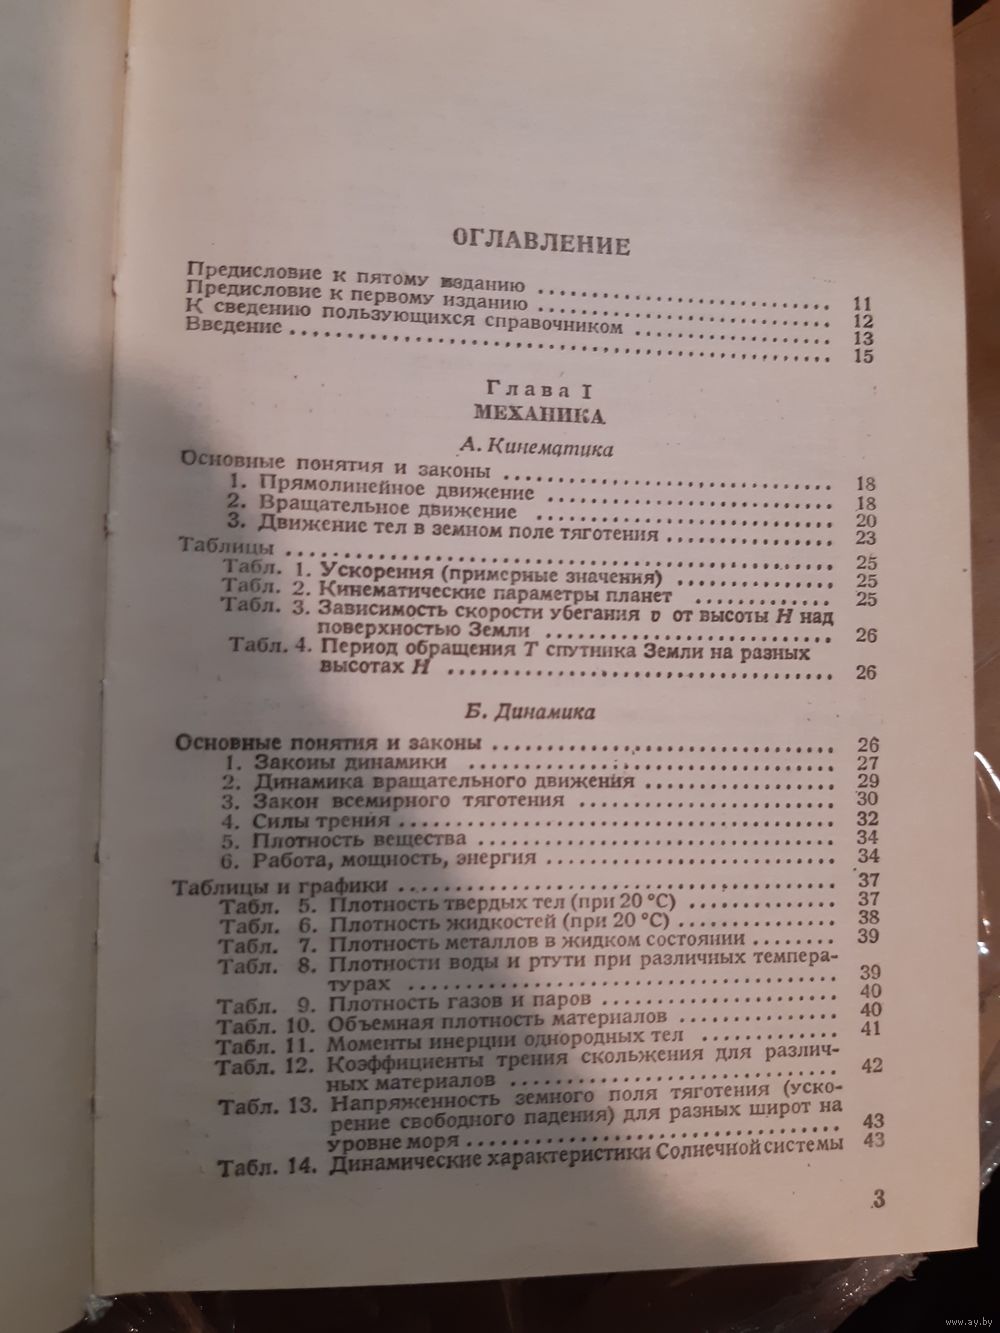 ОГЛАВЛЕНИЕ
Предисловие к пятому изданию .............................. 11
Предисловие к первому изданию .............................. 12
К сведению пользующихся справочником .................... 13
Введение ...................................................... 15
Глава I
МЕХАНИКА
А. Кинематика
Основные понятия и законы .............................. 18
1. Прямолинейное движение .............................. 18
2. Вращательное движение .............................. 20
3. Движение тел в земном поле тяготения ................ 23
Таблицы ...................................................... 25
Табл. 1. Ускорения (примерные значения) ................ 25
Табл. 2. Кинематические параметры планет .............. 25
Табл. 3. Зависимость скорости убегания v от высоты H над
поверхностью Земли .............................. 26
Табл. 4. Период обращения T спутника Земли на разных
высотах H ........................................ 26
Б. Динамика
Основные понятия и законы .............................. 26
1. Законы динамики ........................................ 27
2. Динамика вращательного движения .................... 29
3. Закон всемирного тяготения .......................... 30
4. Силы трения ............................................ 32
5. Плотность вещества .................................... 34
6. Работа, мощность, энергия .............................. 34
Таблицы и графики ........................................ 37
Табл. 5. Плотность твердых тел (при 20 °С) ............ 37
Табл. 6. Плотность жидкостей (при 20 °С) .............. 38
Табл. 7. Плотность металлов в жидком состоянии ........ 39
Табл. 8. Плотности воды и ртути при различных темпера-
турах ............................................ 39
Табл. 9. Плотность газов и паров ........................ 40
Табл. 10. Объемная плотность материалов ................ 40
Табл. 11. Моменты инерции однородных тел .............. 41
Табл. 12. Коэффициенты трения скольжения для различ-
ных материалов .................................. 42
Табл. 13. Напряженность земного поля тяготения (уско-
рение свободного падения) для разных широт на
уровне моря ...................................... 43
Табл. 14. Динамические характеристики Солнечной системы 43
3
www.ay.by